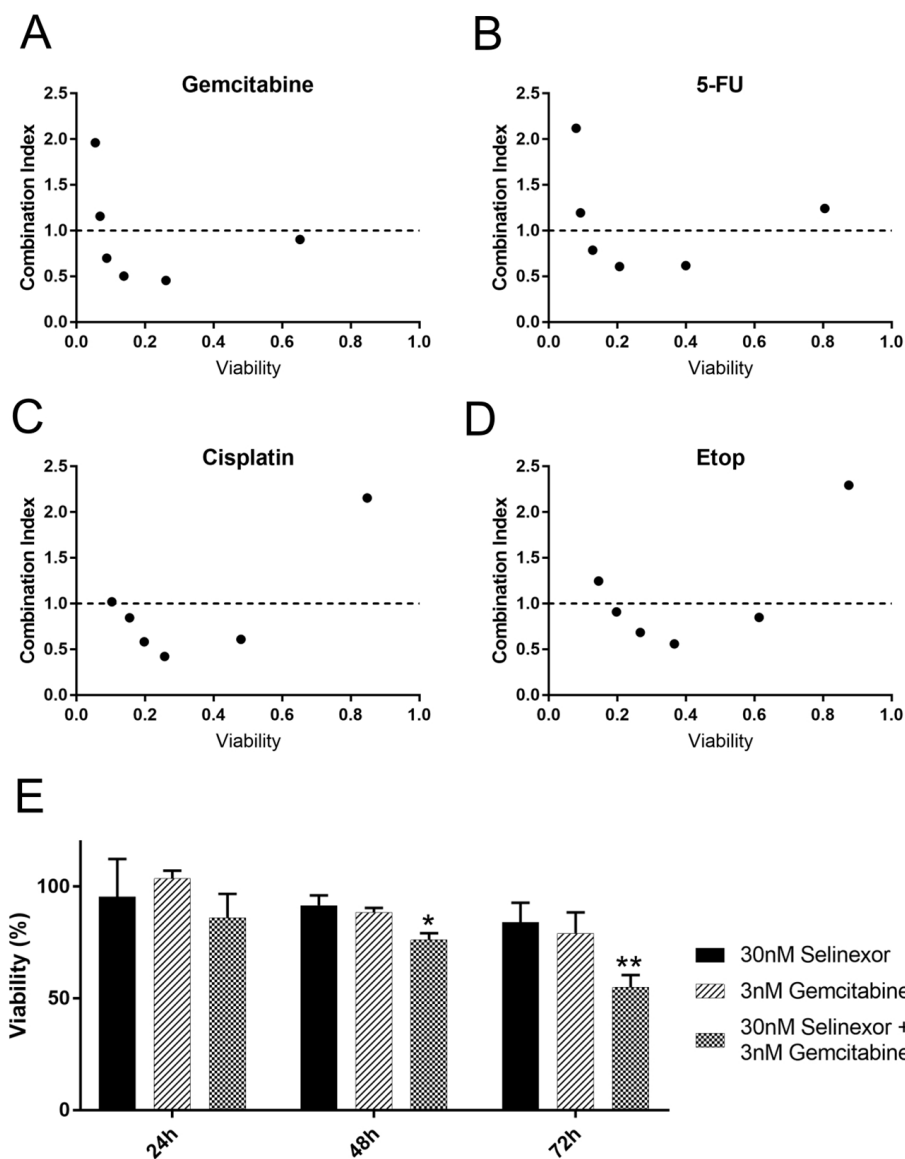 A
Gemcitabine
Combination Index
2.5
2.0
1.5
1.0
0.5
0.0
0.0 0.2 0.4 0.6 0.8 1.0
Viability
B
5-FU
Combination Index
2.5
2.0
1.5
1.0
0.5
0.0
0.0 0.2 0.4 0.6 0.8 1.0
Viability
C
Cisplatin
Combination Index
2.5
2.0
1.5
1.0
0.5
0.0
0.0 0.2 0.4 0.6 0.8 1.0
Viability
D
Etop
Combination Index
2.5
2.0
1.5
1.0
0.5
0.0
0.0 0.2 0.4 0.6 0.8 1.0
Viability
E
Viability (%)
100
50
0
*
**
24h 48h 72h
30nM Selinexor
3nM Gemcitabine
30nM Selinexor +
3nM Gemcitabine